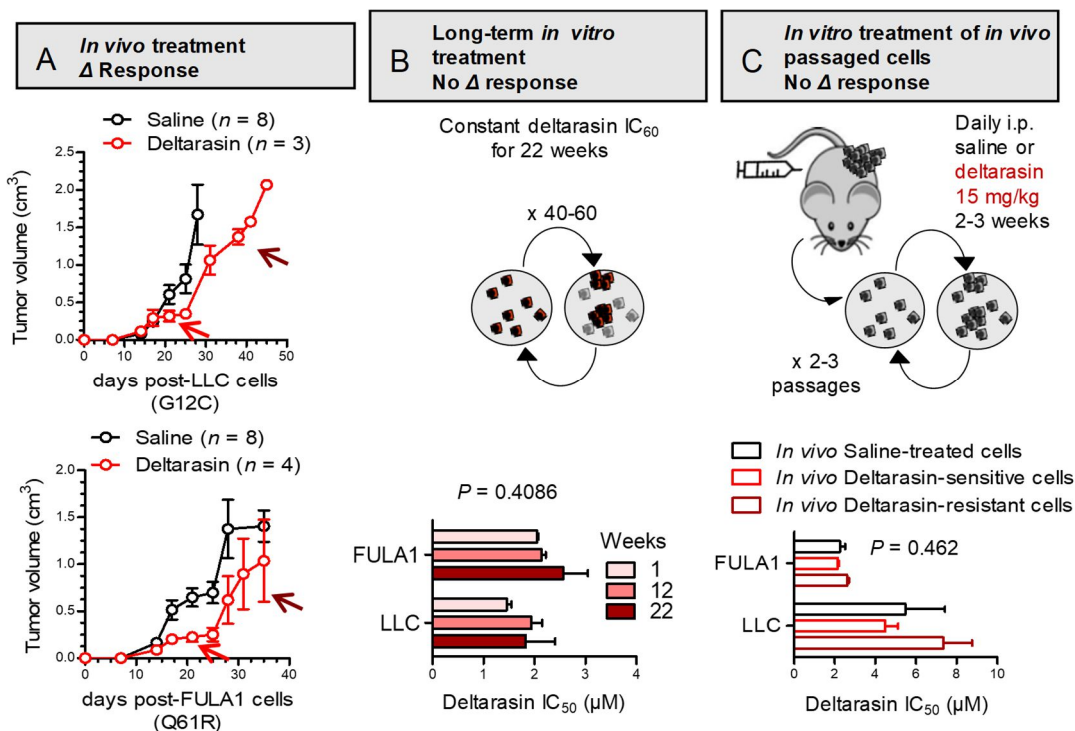 A
In vivo treatment
Δ Response
Saline (n = 8)
Deltarasin (n = 3)
Tumor volume (cm³)
2.5
2.0
1.5
1.0
0.5
0.0
0 10 20 30 40 50
days post-LLC cells
(G12C)
Saline (n = 8)
Deltarasin (n = 4)
Tumor volume (cm³)
2.0
1.5
1.0
0.5
0.0
0 10 20 30 40
days post-FULA1 cells
(Q61R)
B
Long-term in vitro
treatment
No Δ response
Constant deltarasin IC₆₀
for 22 weeks
x 40-60
P = 0.4086
FULA1
LLC
Weeks
1
12
22
0 1 2 3 4
Deltarasin IC₅₀ (μM)
C
In vitro treatment of in vivo
passaged cells
No Δ response
Daily i.p.
saline or
deltarasin
15 mg/kg
2-3 weeks
x 2-3
passages
In vivo Saline-treated cells
In vivo Deltarasin-sensitive cells
In vivo Deltarasin-resistant cells
P = 0.462
FULA1
LLC
0 2 4 6 8 10
Deltarasin IC₅₀ (μM)